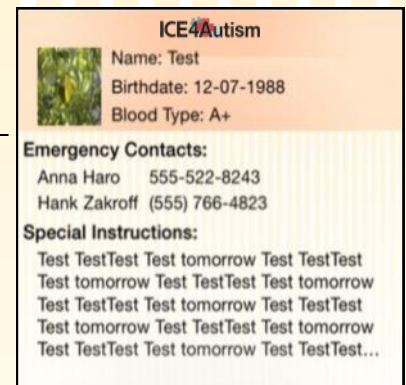 ICE4Autism
Name: Test
Birthdate: 12-07-1988
Blood Type: A+
Emergency Contacts:
Anna Haro 555-522-8243
Hank Zakroff (555) 766-4823
Special Instructions:
Test TestTest Test tomorrow Test TestTest
Test tomorrow Test TestTest Test tomorrow
Test TestTest Test tomorrow Test TestTest
Test tomorrow Test TestTest Test tomorrow
Test TestTest Test tomorrow Test TestTest...